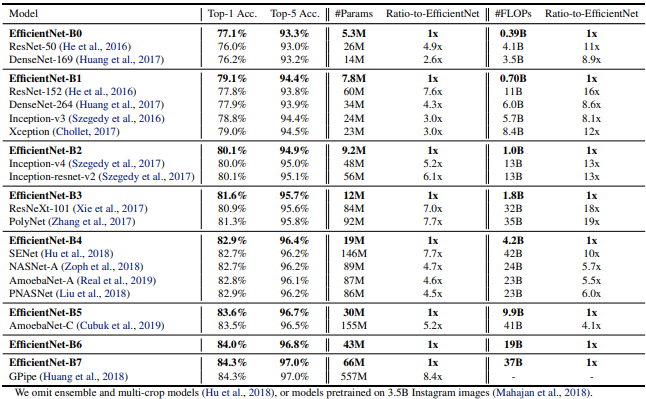 Model Top-1 Acc. Top-5 Acc. #Params Ratio-to-EfficientNet #FLOPs Ratio-to-EfficientNet
EfficientNet-B0 77.1% 93.3% 5.3M 1x 0.39B 1x
ResNet-50 (He et al., 2016) 76.0% 93.0% 26M 4.9x 4.1B 11x
DenseNet-169 (Huang et al., 2017) 76.2% 93.2% 14M 2.6x 3.5B 8.9x
EfficientNet-B1 79.1% 94.4% 7.8M 1x 0.70B 1x
ResNet-152 (He et al., 2016) 77.8% 93.8% 60M 7.6x 11B 16x
DenseNet-264 (Huang et al., 2017) 77.9% 93.9% 34M 4.3x 6.0B 8.6x
Inception-v3 (Szegedy et al., 2016) 78.8% 94.4% 24M 3.0x 5.7B 8.1x
Xception (Chollet, 2017) 79.0% 94.5% 23M 3.0x 8.4B 12x
EfficientNet-B2 80.1% 94.9% 9.2M 1x 1.0B 1x
Inception-v4 (Szegedy et al., 2017) 80.0% 95.0% 48M 5.2x 13B 13x
Inception-resnet-v2 (Szegedy et al., 2017) 80.1% 95.1% 56M 6.1x 13B 13x
EfficientNet-B3 81.6% 95.7% 12M 1x 1.8B 1x
ResNeXt-101 (Xie et al., 2017) 80.9% 95.6% 84M 7.0x 32B 18x
PolyNet (Zhang et al., 2017) 81.3% 95.8% 92M 7.7x 35B 19x
EfficientNet-B4 82.9% 96.4% 19M 1x 4.2B 1x
SENet (Hu et al., 2018) 82.7% 96.2% 146M 7.7x 42B 10x
NASNet-A (Zoph et al., 2018) 82.7% 96.2% 89M 4.7x 24B 5.7x
AmoebaNet-A (Real et al., 2019) 82.8% 96.1% 87M 4.6x 23B 5.5x
PNASNet (Liu et al., 2018) 82.9% 96.2% 86M 4.5x 23B 6.0x
EfficientNet-B5 83.6% 96.7% 30M 1x 9.9B 1x
AmoebaNet-C (Cubuk et al., 2019) 83.5% 96.5% 155M 5.2x 41B 4.1x
EfficientNet-B6 84.0% 96.8% 43M 1x 19B 1x
EfficientNet-B7 84.3% 97.0% 66M 1x 37B 1x
GPipe (Huang et al., 2018) 84.3% 97.0% 557M 8.4x - -
We omit ensemble and multi-crop models (Hu et al., 2018), or models pretrained on 3.5B Instagram images (Mahajan et al., 2018).